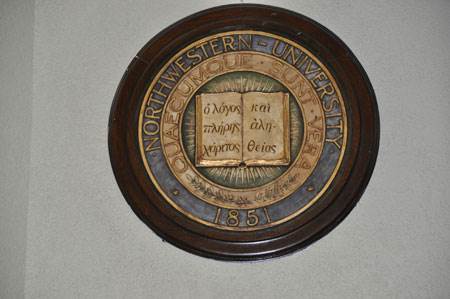 NORTHWESTERN - UNIVERSITY
QUAECUMQUE · SUNT · VERA
ὁ λόγος
πλήρης
χάριτος
καὶ
ἀλη-
θείας
· 1851 ·